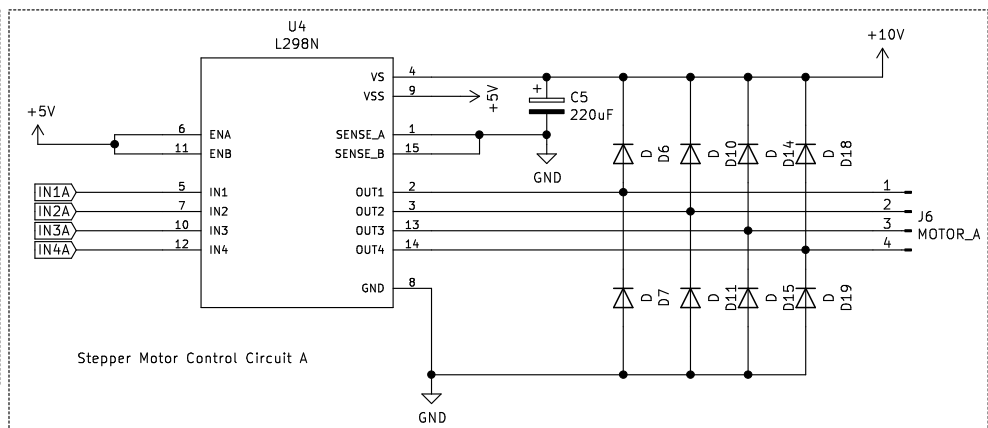 U4
L298N
+10V
VS 4
VSS 9 +5V
+ C5
220uF
+5V
6 ENA
11 ENB
SENSE_A 1
SENSE_B 15
GND
D D6
D D10
D D14
D D18
IN1A 5 IN1
IN2A 7 IN2
IN3A 10 IN3
IN4A 12 IN4
OUT1 2
OUT2 3
OUT3 13
OUT4 14
1
2
3
4
J6
MOTOR_A
GND 8
D D7
D D11
D D15
D D19
Stepper Motor Control Circuit A
GND